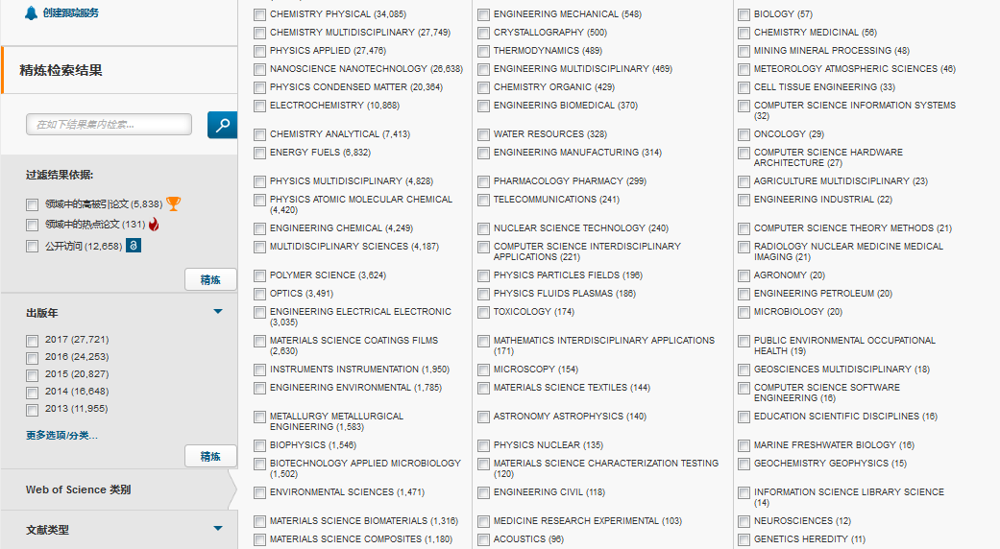 创建跟踪服务
精炼检索结果
在如下结果集内检索...
过滤结果依据:
领域中的高被引论文 (5,838)
领域中的热点论文 (131)
公开访问 (12,658)
精炼
出版年
2017 (27,721)
2016 (24,253)
2015 (20,827)
2014 (16,648)
2013 (11,955)
更多选项/分类...
精炼
Web of Science 类别
文献类型
CHEMISTRY PHYSICAL (34,085)
CHEMISTRY MULTIDISCIPLINARY (27,749)
PHYSICS APPLIED (27,476)
NANOSCIENCE NANOTECHNOLOGY (26,638)
PHYSICS CONDENSED MATTER (20,364)
ELECTROCHEMISTRY (10,868)
CHEMISTRY ANALYTICAL (7,413)
ENERGY FUELS (6,832)
PHYSICS MULTIDISCIPLINARY (4,828)
PHYSICS ATOMIC MOLECULAR CHEMICAL
(4,420)
ENGINEERING CHEMICAL (4,249)
MULTIDISCIPLINARY SCIENCES (4,187)
POLYMER SCIENCE (3,624)
OPTICS (3,491)
ENGINEERING ELECTRICAL ELECTRONIC
(3,035)
MATERIALS SCIENCE COATINGS FILMS
(2,630)
INSTRUMENTS INSTRUMENTATION (1,950)
ENGINEERING ENVIRONMENTAL (1,785)
METALLURGY METALLURGICAL
ENGINEERING (1,583)
BIOPHYSICS (1,546)
BIOTECHNOLOGY APPLIED MICROBIOLOGY
(1,502)
ENVIRONMENTAL SCIENCES (1,471)
MATERIALS SCIENCE BIOMATERIALS (1,316)
MATERIALS SCIENCE COMPOSITES (1,180)
ENGINEERING MECHANICAL (548)
CRYSTALLOGRAPHY (500)
THERMODYNAMICS (489)
ENGINEERING MULTIDISCIPLINARY (469)
CHEMISTRY ORGANIC (429)
ENGINEERING BIOMEDICAL (370)
WATER RESOURCES (328)
ENGINEERING MANUFACTURING (314)
PHARMACOLOGY PHARMACY (299)
TELECOMMUNICATIONS (241)
NUCLEAR SCIENCE TECHNOLOGY (240)
COMPUTER SCIENCE INTERDISCIPLINARY
APPLICATIONS (221)
PHYSICS PARTICLES FIELDS (196)
PHYSICS FLUIDS PLASMAS (186)
TOXICOLOGY (174)
MATHEMATICS INTERDISCIPLINARY APPLICATIONS
(171)
MICROSCOPY (154)
MATERIALS SCIENCE TEXTILES (144)
ASTRONOMY ASTROPHYSICS (140)
PHYSICS NUCLEAR (135)
MATERIALS SCIENCE CHARACTERIZATION TESTING
(120)
ENGINEERING CIVIL (118)
MEDICINE RESEARCH EXPERIMENTAL (103)
ACOUSTICS (96)
BIOLOGY (57)
CHEMISTRY MEDICINAL (56)
MINING MINERAL PROCESSING (48)
METEOROLOGY ATMOSPHERIC SCIENCES (46)
CELL TISSUE ENGINEERING (33)
COMPUTER SCIENCE INFORMATION SYSTEMS
(32)
ONCOLOGY (29)
COMPUTER SCIENCE HARDWARE
ARCHITECTURE (27)
AGRICULTURE MULTIDISCIPLINARY (23)
ENGINEERING INDUSTRIAL (22)
COMPUTER SCIENCE THEORY METHODS (21)
RADIOLOGY NUCLEAR MEDICINE MEDICAL
IMAGING (21)
AGRONOMY (20)
ENGINEERING PETROLEUM (20)
MICROBIOLOGY (20)
PUBLIC ENVIRONMENTAL OCCUPATIONAL
HEALTH (19)
GEOSCIENCES MULTIDISCIPLINARY (18)
COMPUTER SCIENCE SOFTWARE
ENGINEERING (16)
EDUCATION SCIENTIFIC DISCIPLINES (16)
MARINE FRESHWATER BIOLOGY (16)
GEOCHEMISTRY GEOPHYSICS (15)
INFORMATION SCIENCE LIBRARY SCIENCE
(14)
NEUROSCIENCES (12)
GENETICS HEREDITY (11)